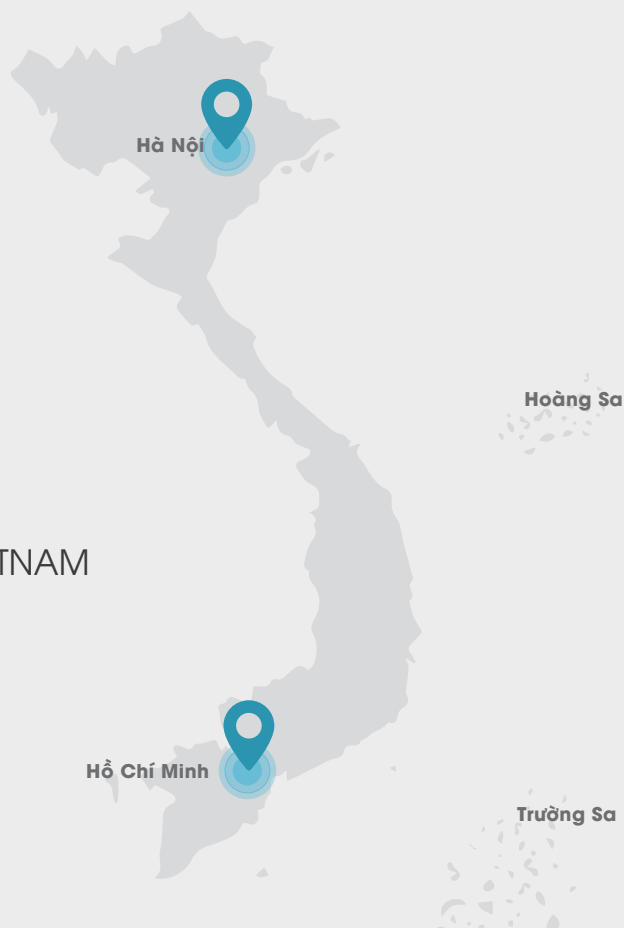 Hà Nội
Hoàng Sa
TNAM
Hồ Chí Minh
Trường Sa